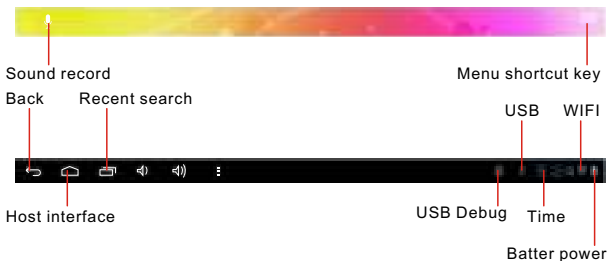 Sound record
Menu shortcut key
Back
Recent search
USB
WIFI
Host interface
USB Debug
Time
Batter power